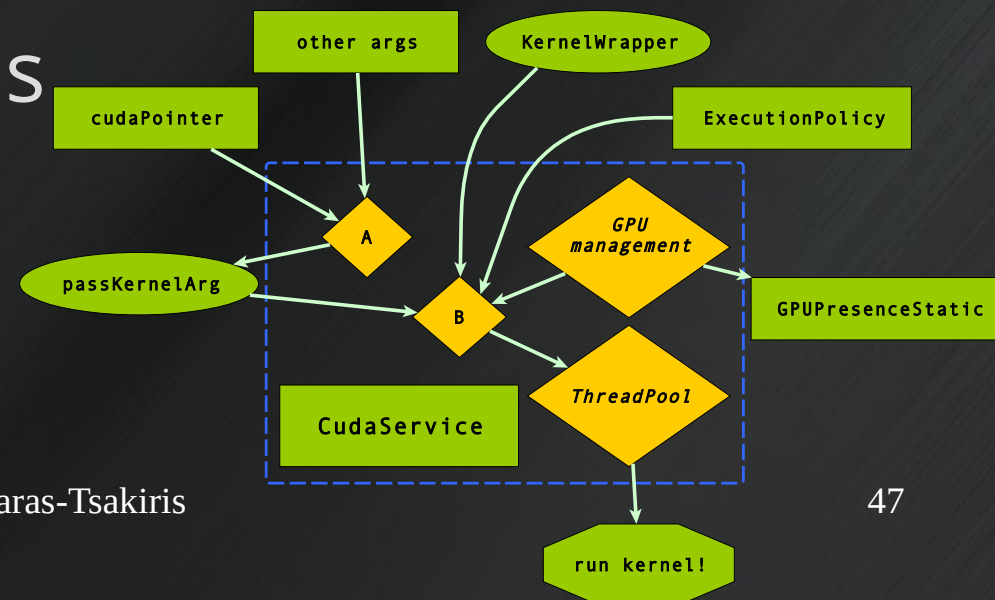 s
other args
KernelWrapper
cudaPointer
ExecutionPolicy
A
GPU
management
passKernelArg
B
GPUPresenceStatic
ThreadPool
CudaService
aras-Tsakiris
47
run kernel!